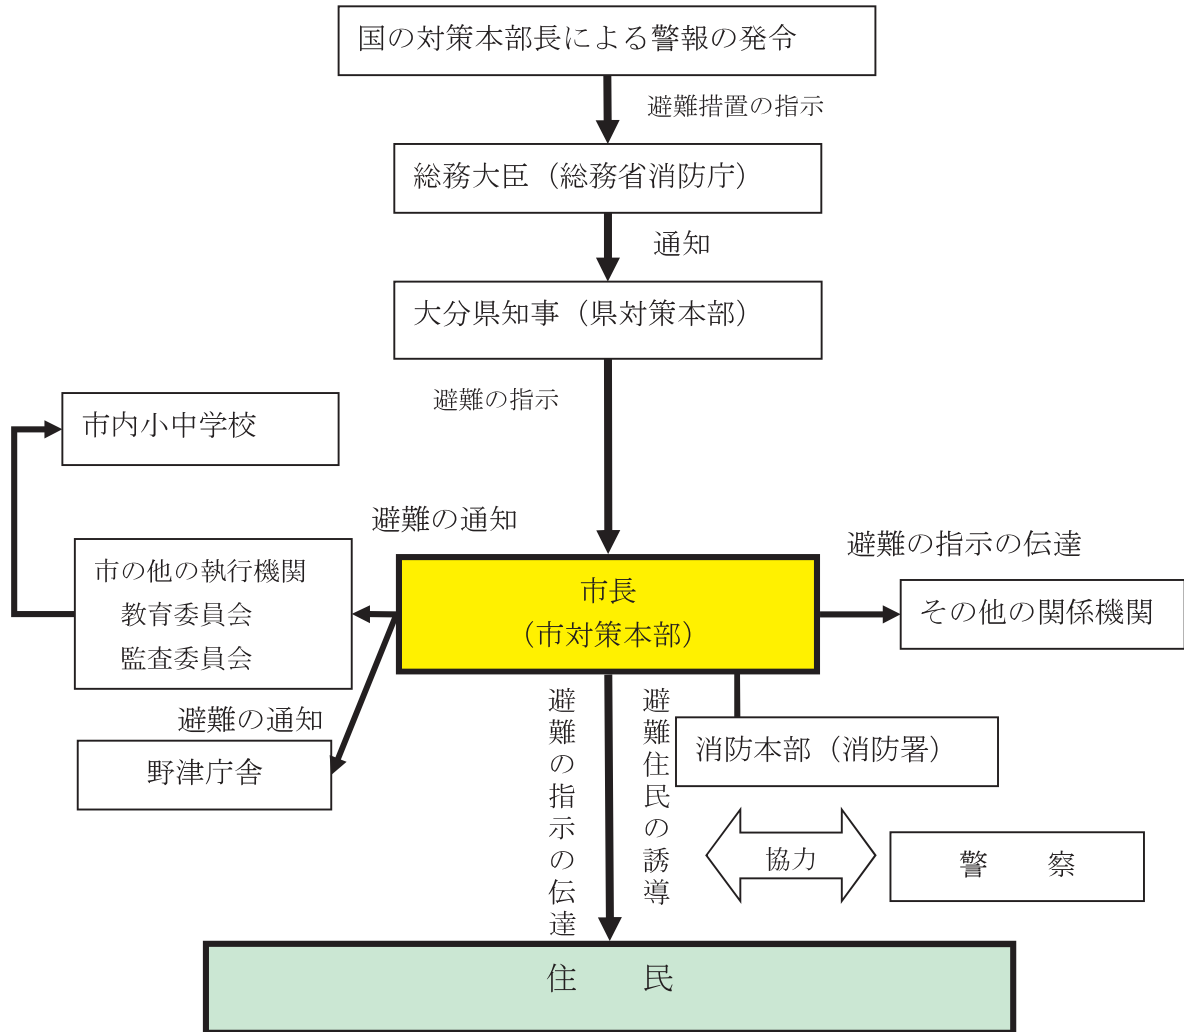 国の対策本部長による警報の発令
避難措置の指示
総務大臣（総務省消防庁）
通知
大分県知事（県対策本部）
避難の指示
市内小中学校
避難の通知
避難の指示の伝達
市の他の執行機関
教育委員会
監査委員会
市長
（市対策本部）
その他の関係機関
避難の通知
野津庁舎
避難の指示の伝達
避難住民の誘導
消防本部（消防署）
協力
警　　察
住　　民